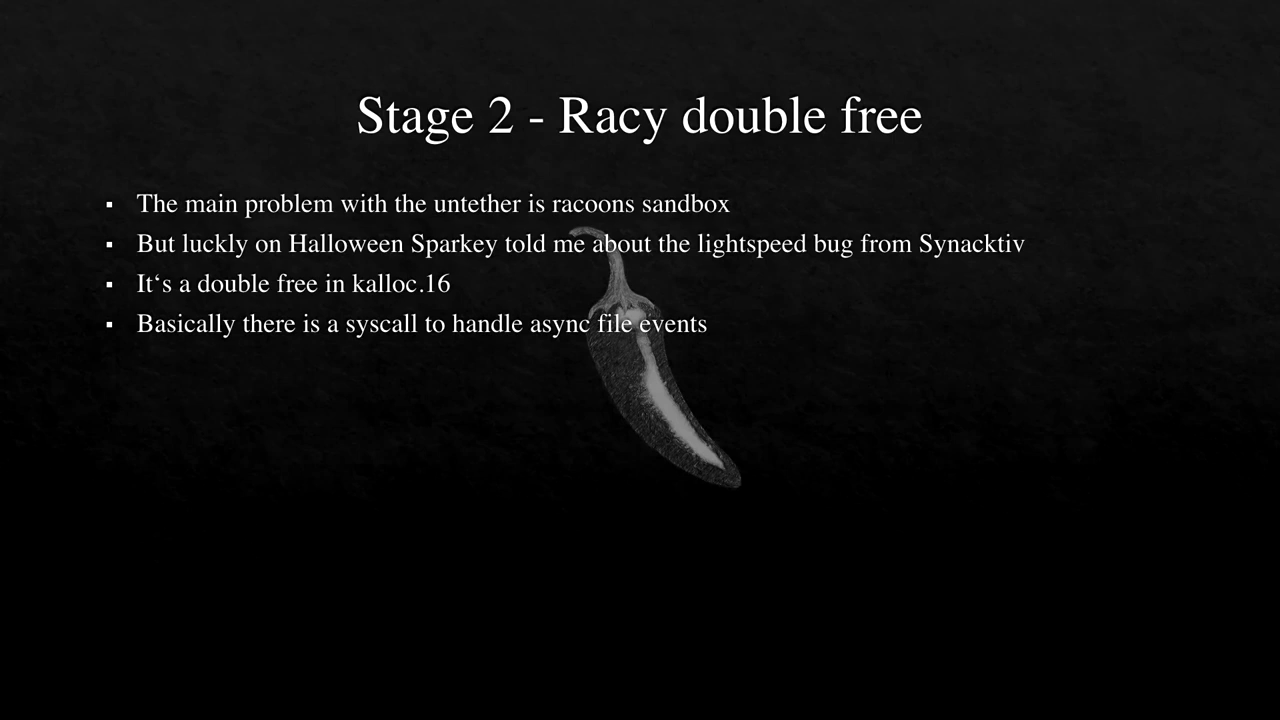 Stage 2 - Racy double free
▪ The main problem with the untether is racoons sandbox
▪ But luckly on Halloween Sparkey told me about the lightspeed bug from Synacktiv
▪ It‘s a double free in kalloc.16
▪ Basically there is a syscall to handle async file events